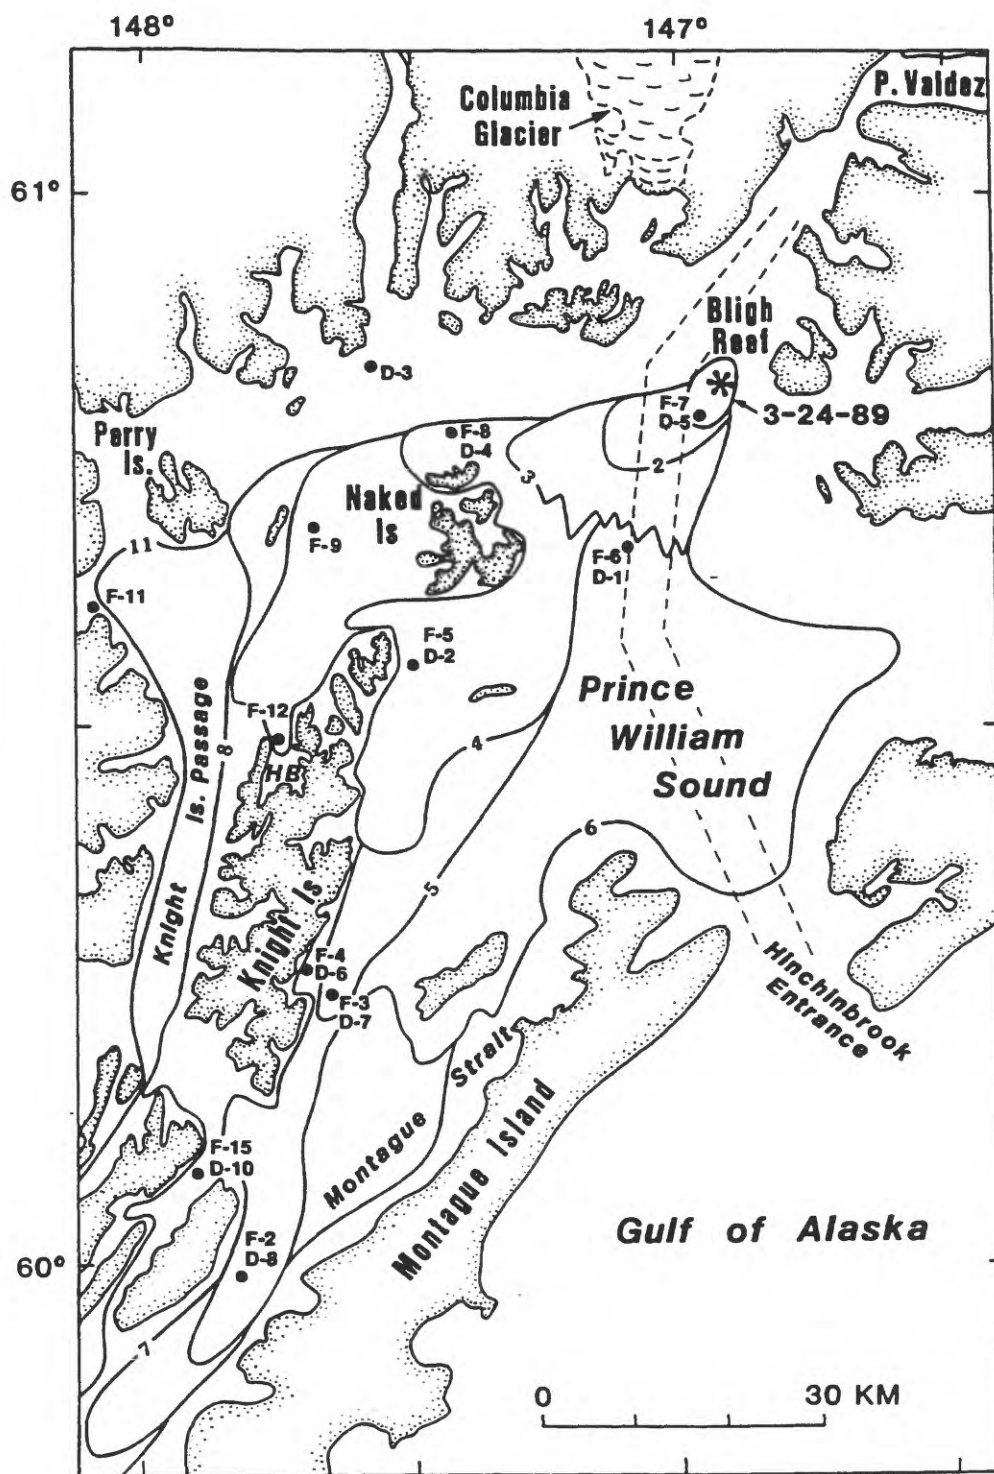 148°
147°
P. Valdez
Columbia
Glacier
61°
Bligh
Reef
D-3
3-24-89
F-7
D-5
2
F-8
D-4
3
Perry
Is.
Naked
Is
F-9
11
F-6
D-1
F-11
F-5
D-2
Prince
William
Sound
F-12
HB
8
4
Knight Is. Passage
6
5
Knight Is
F-4
D-6
F-3
D-7
Hinchinbrook
Entrance
Montague Strait
Montague Island
F-15
D-10
Gulf of Alaska
F-2
D-8
60°
7
0 30 KM